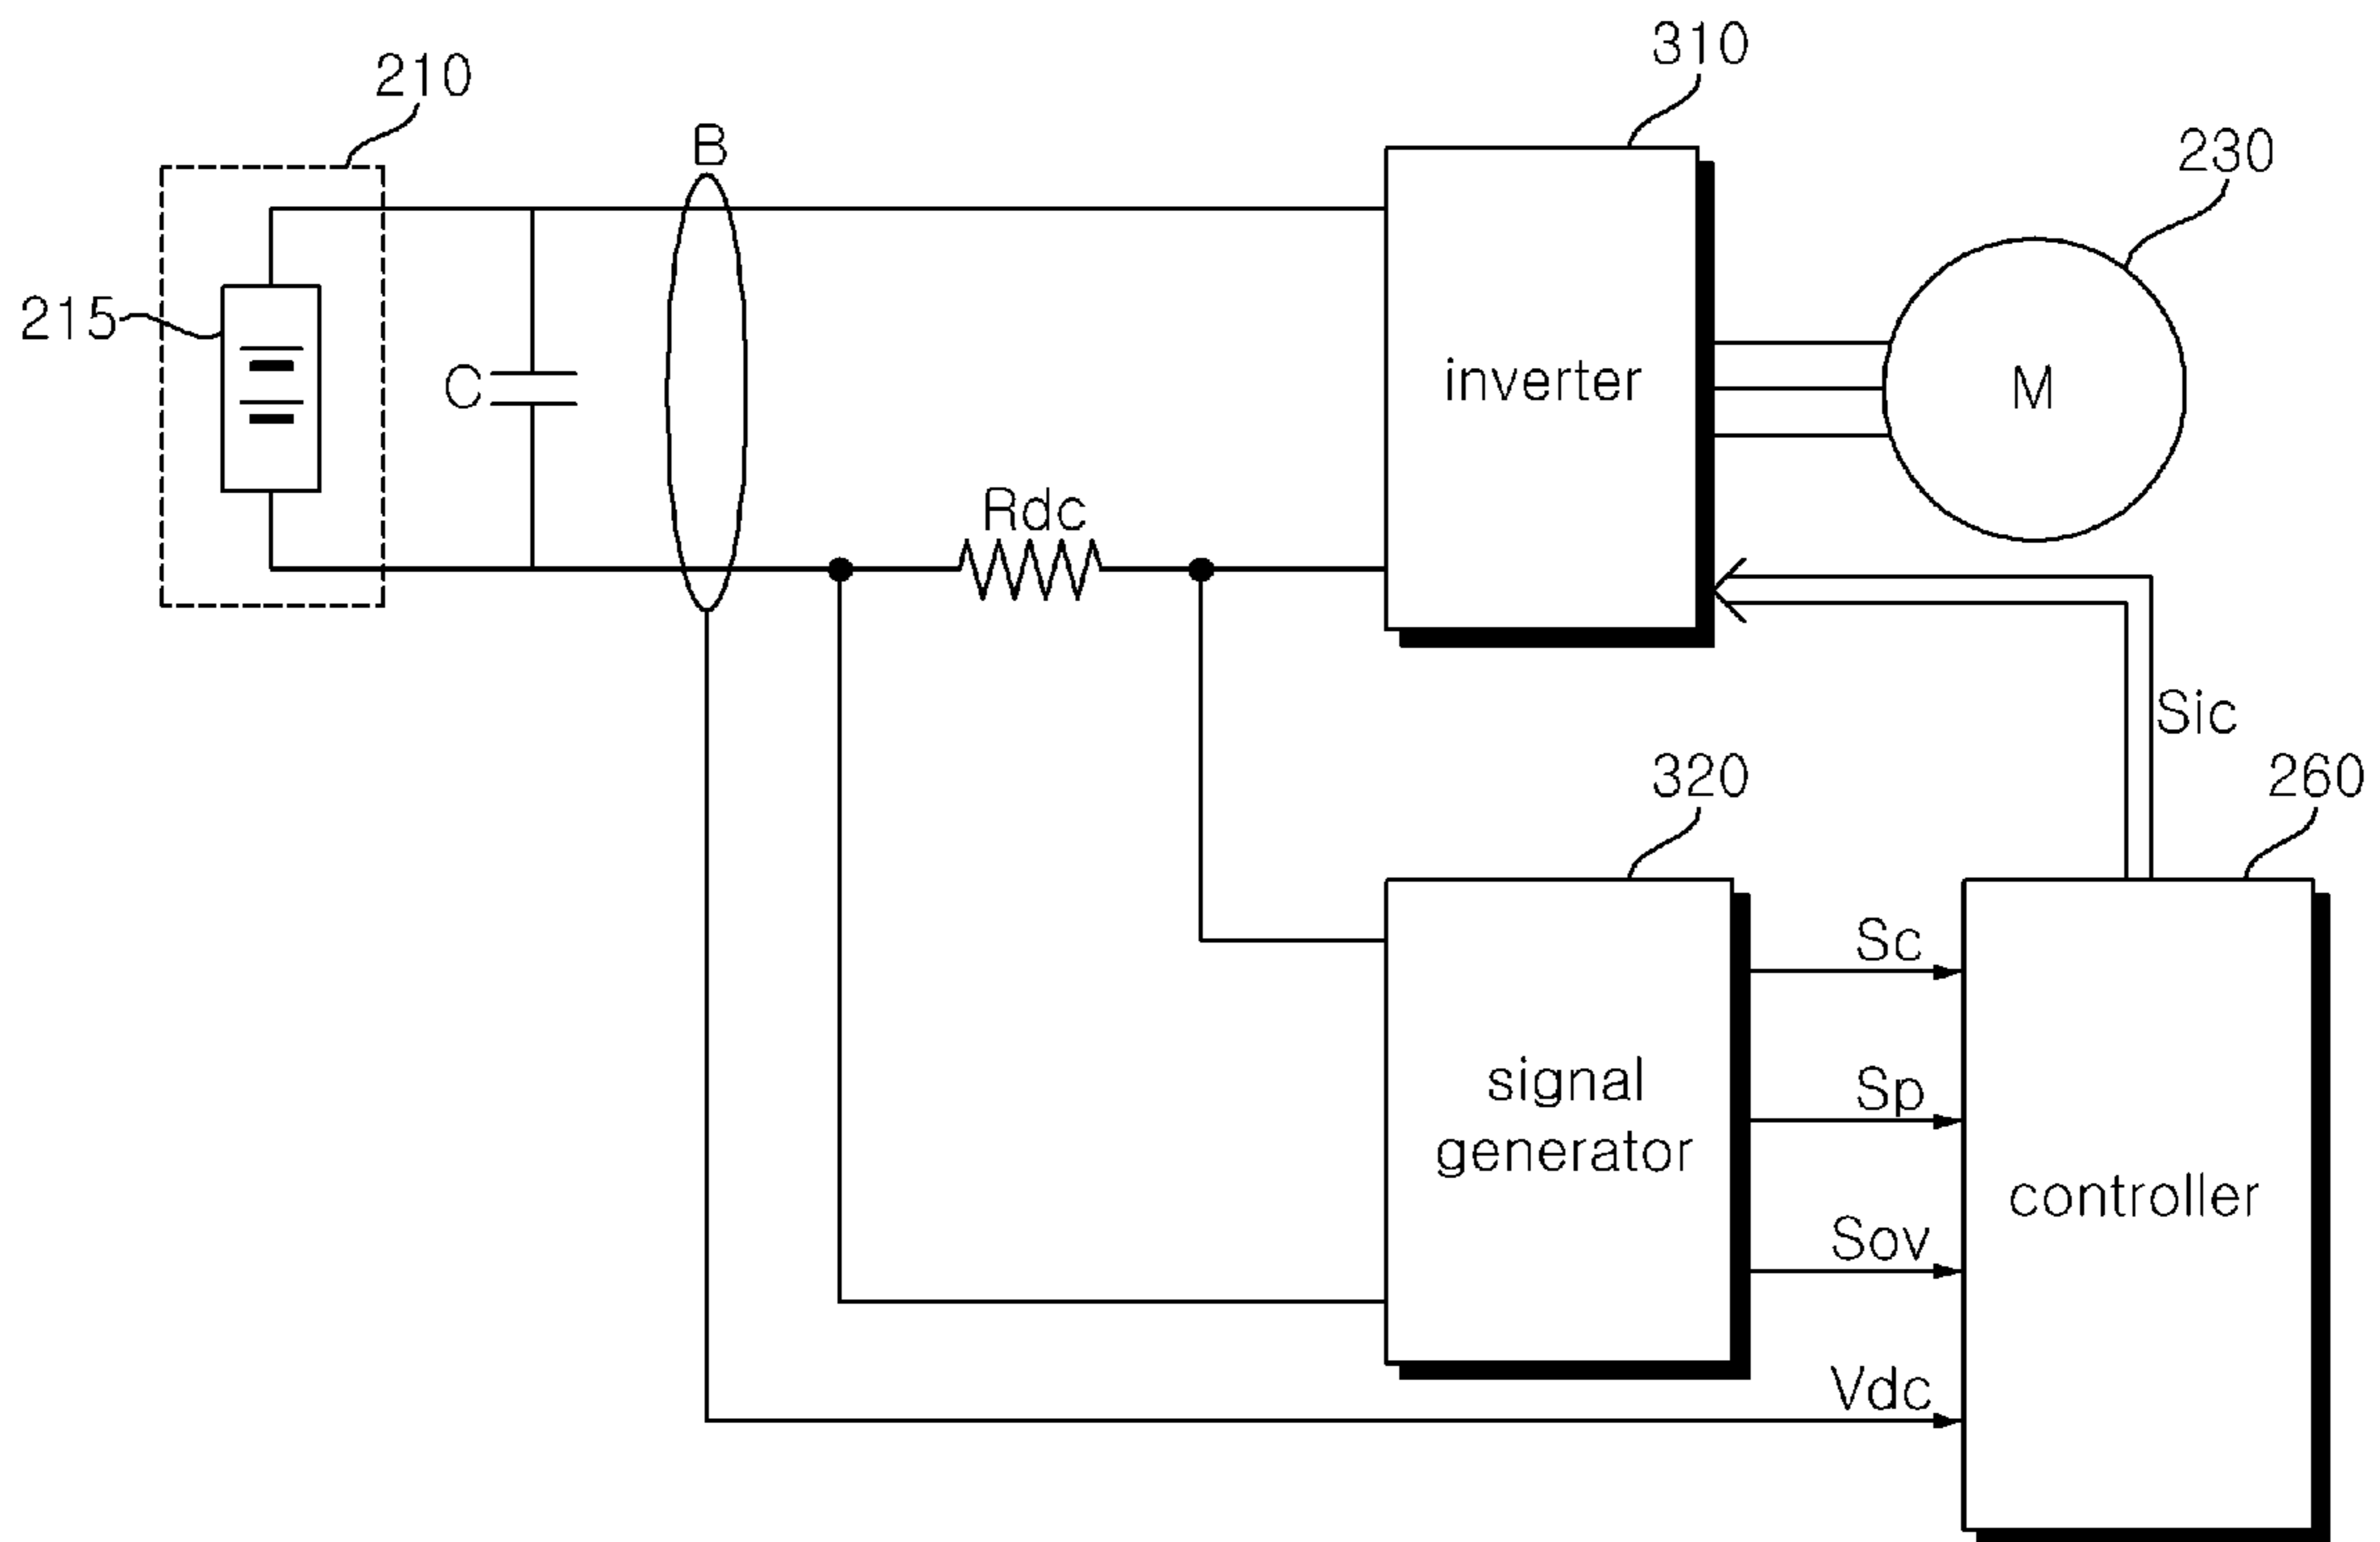 310
210
B
230
215
C
inverter
M
Rdc
Sic
320
260
Sc
signal
generator
Sp
controller
Sov
Vdc